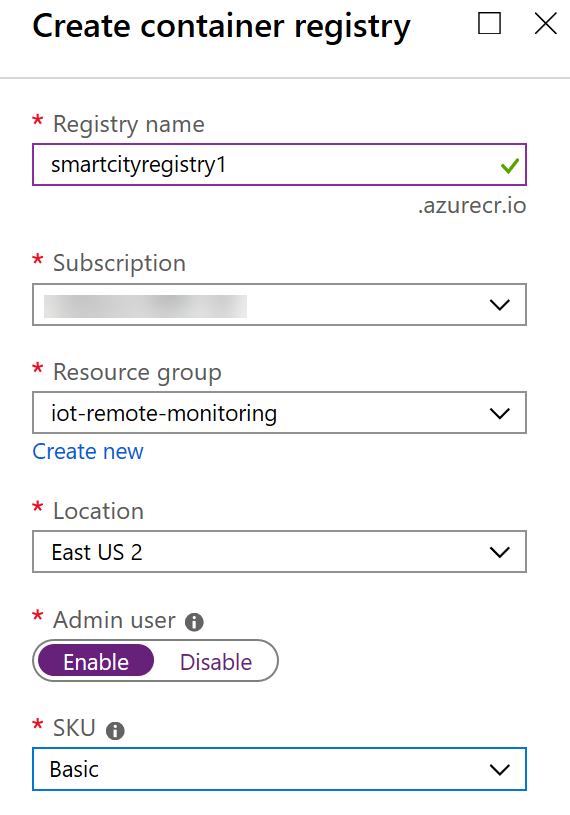 Create container registry
* Registry name
smartcityregistry1
.azurecr.io
* Subscription
* Resource group
iot-remote-monitoring
Create new
* Location
East US 2
* Admin user
Enable Disable
* SKU
Basic